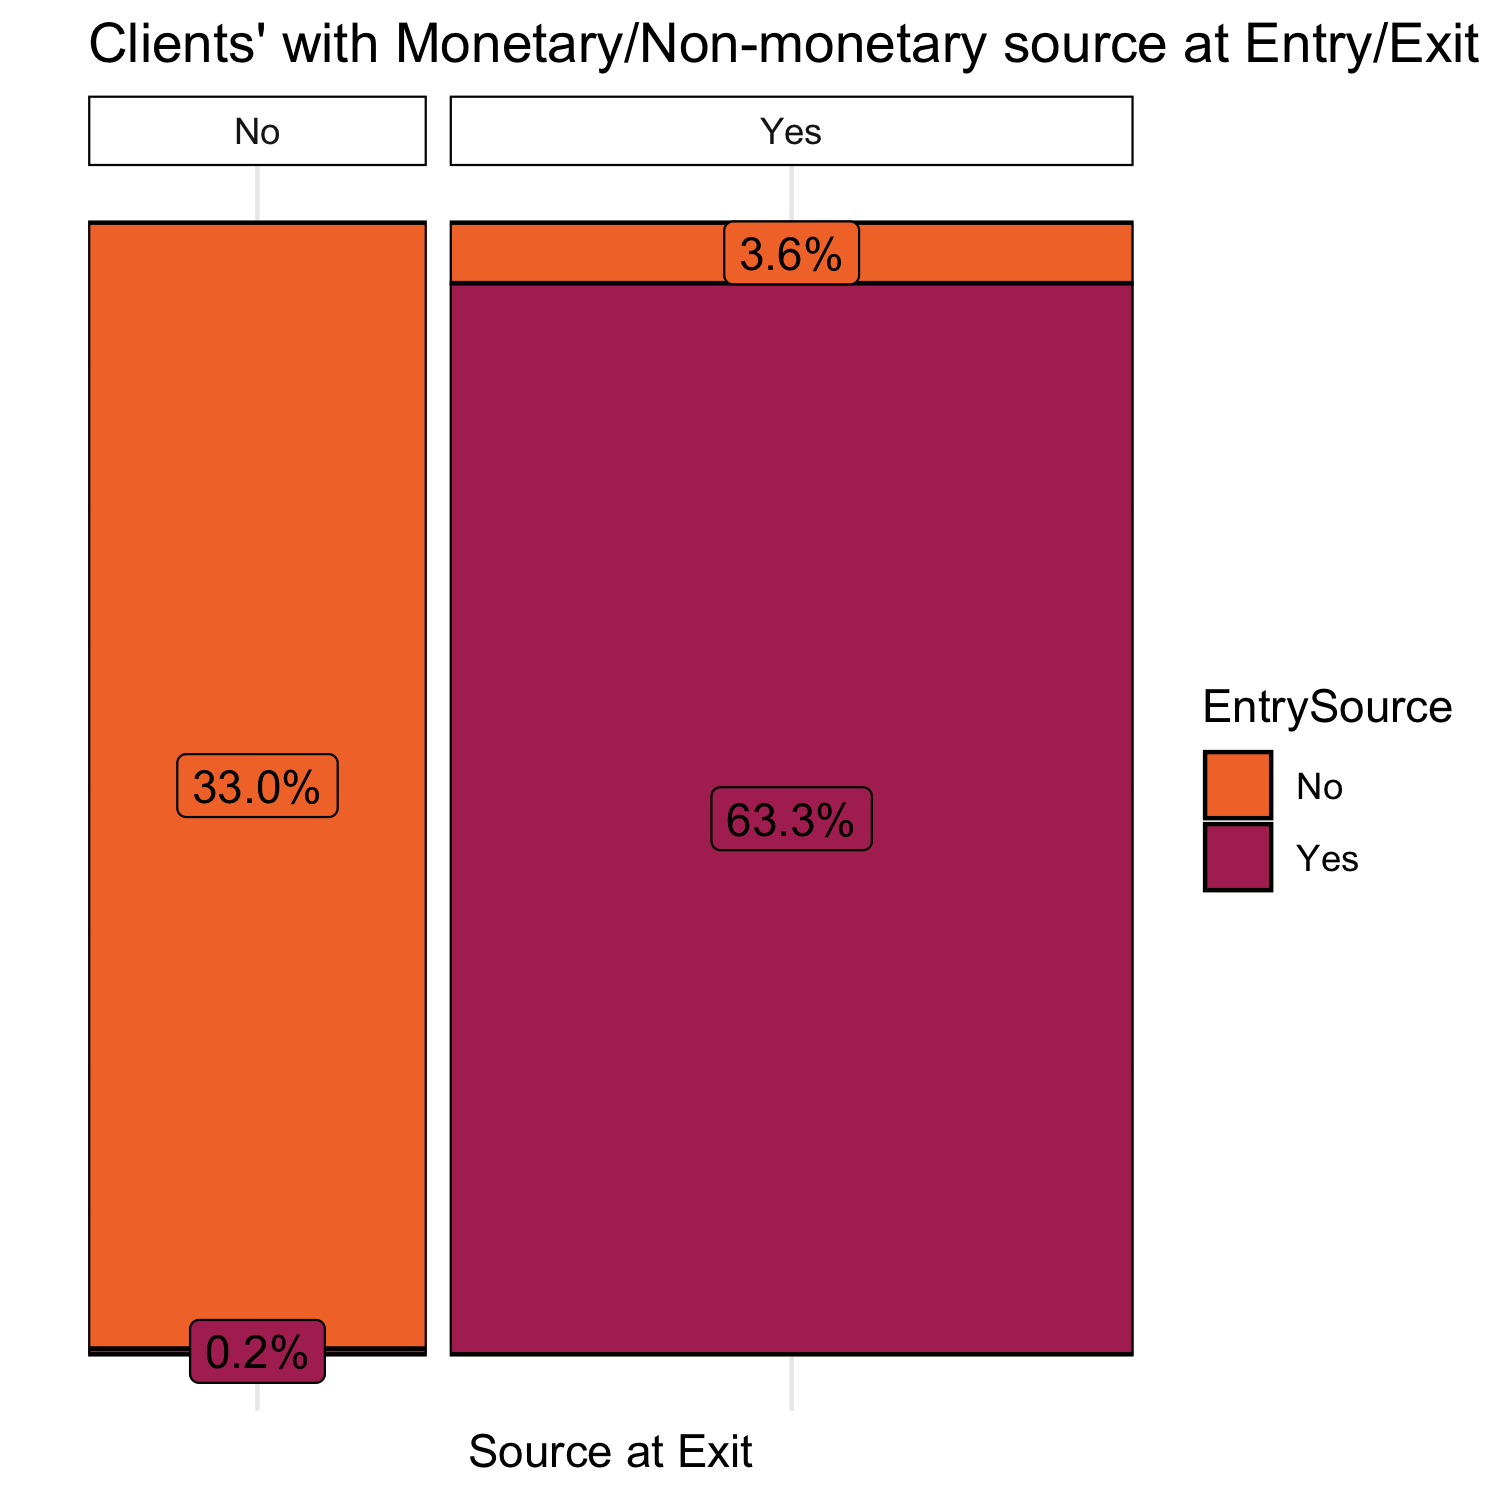 Clients' with Monetary/Non-monetary source at Entry/Exit
No
Yes
3.6%
33.0%
63.3%
0.2%
EntrySource
No
Yes
Source at Exit